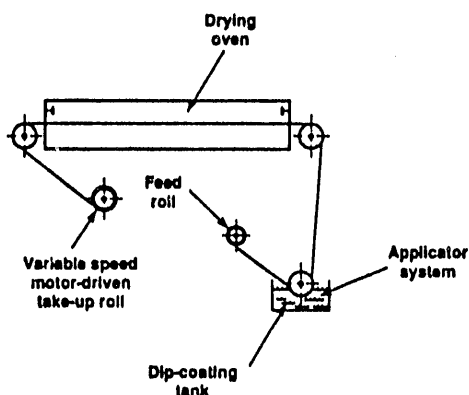 Drying
oven
Feed
roll
Applicator
system
Variable speed
motor-driven
take-up roll
Dip-coating
tank